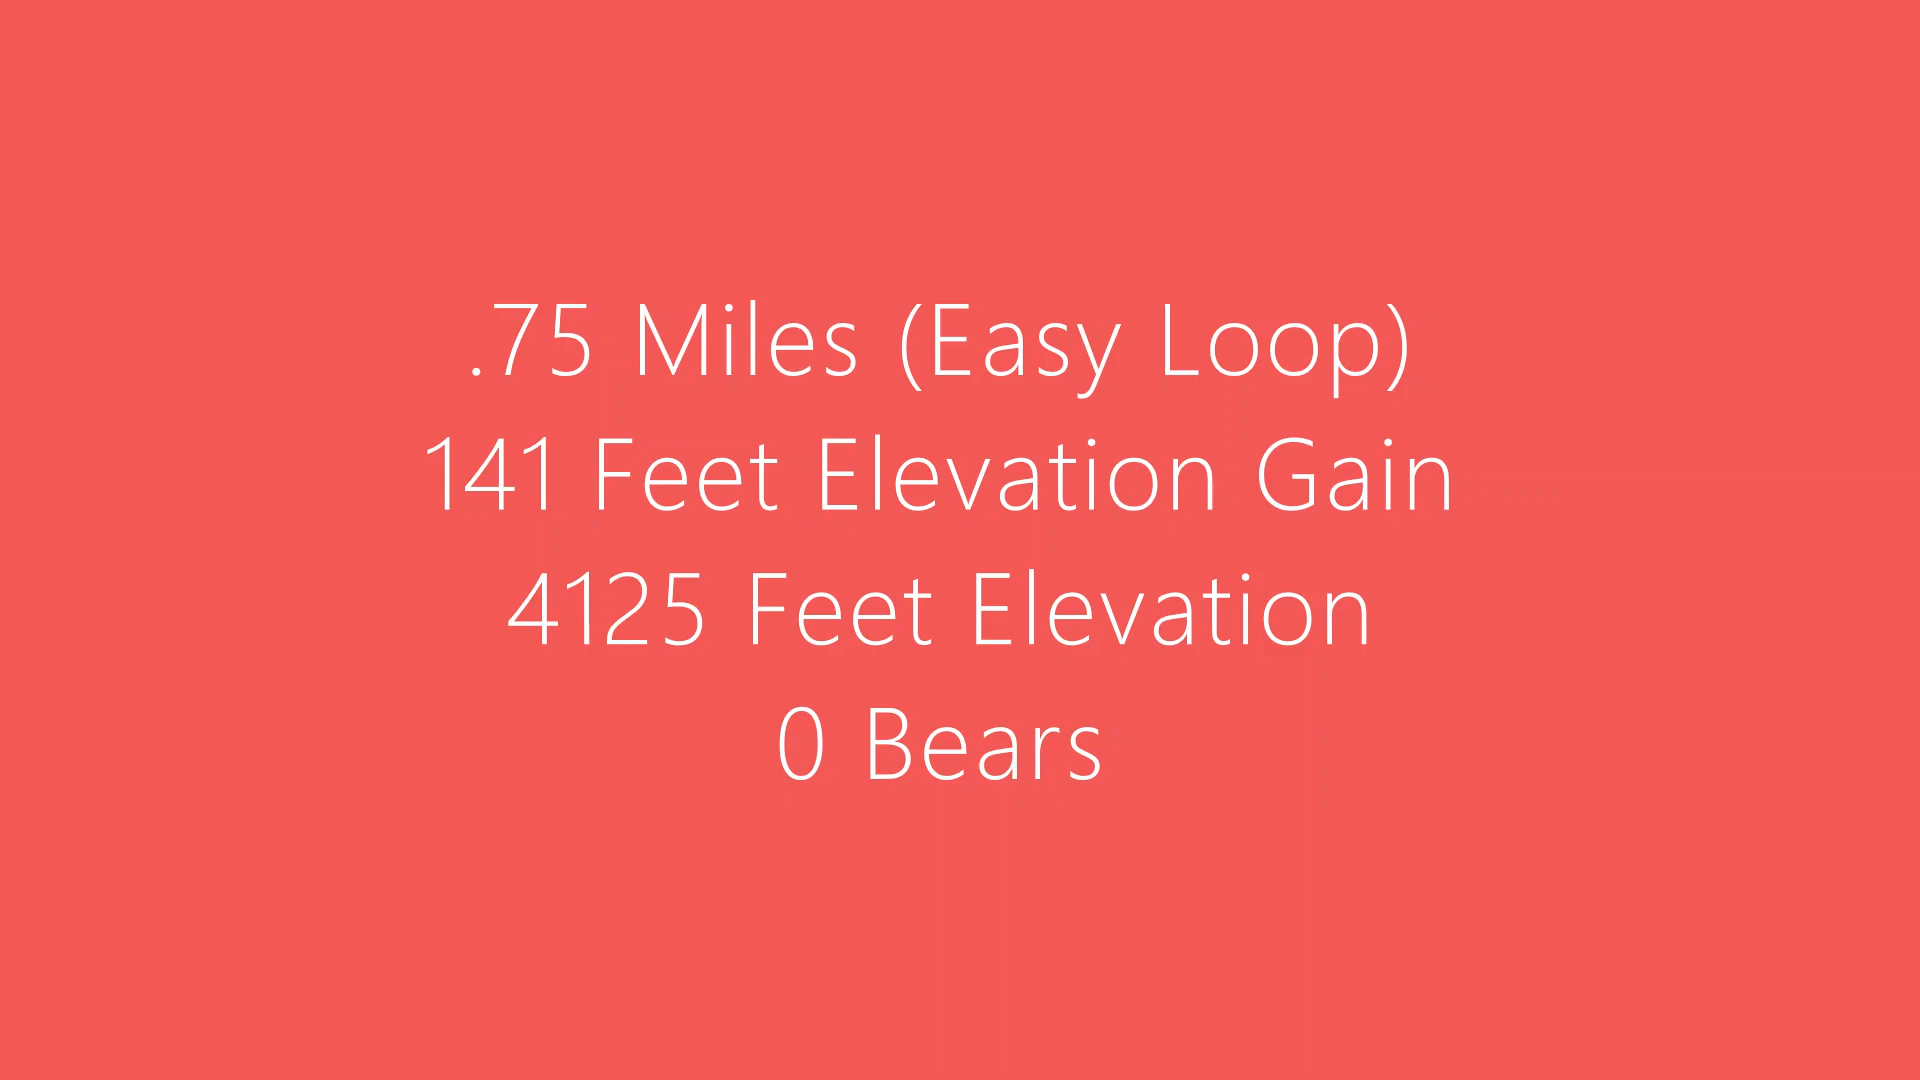 .75 Miles (Easy Loop)
141 Feet Elevation Gain
4125 Feet Elevation
0 Bears